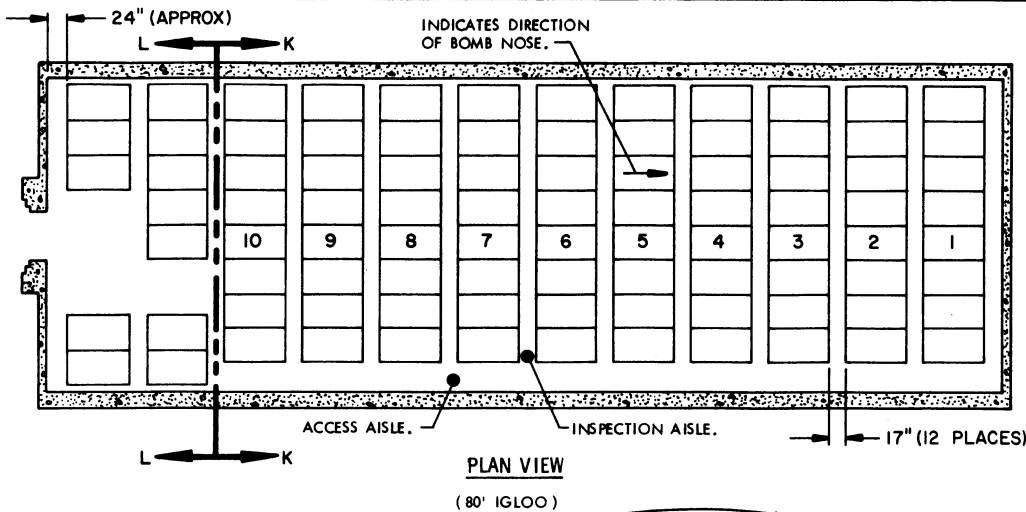 24" (APPROX)
INDICATES DIRECTION
OF BOMB NOSE.
L K
10 9 8 7 6 5 4 3 2 1
ACCESS AISLE.
INSPECTION AISLE.
17" (12 PLACES)
L K
PLAN VIEW
(80' IGLOO)